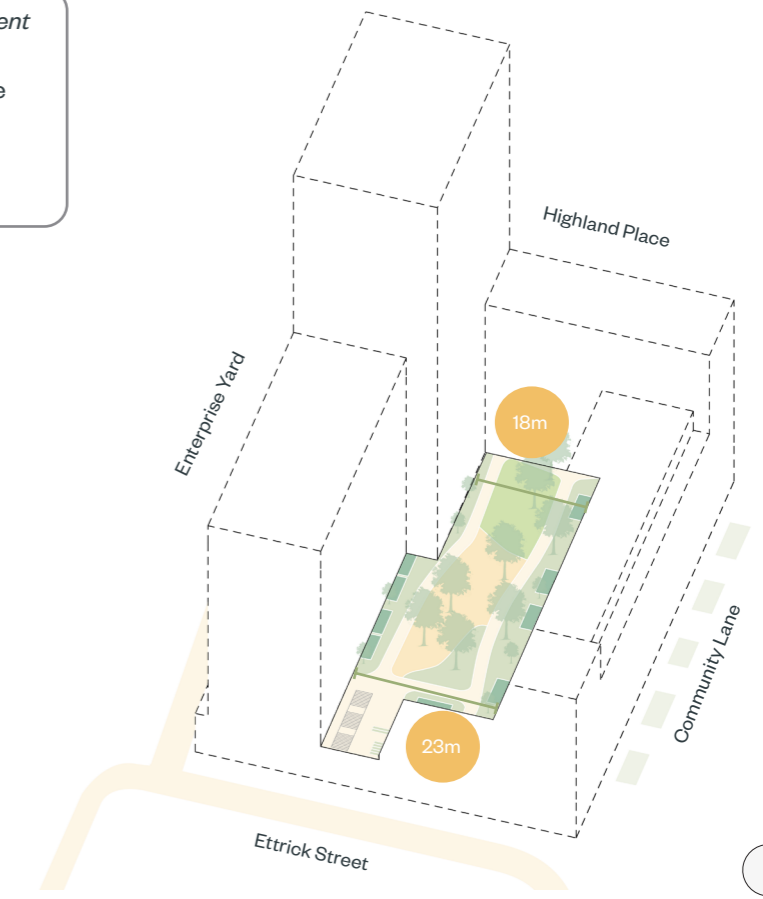 ent
e
Highland Place
Enterprise Yard
18m
Community Lane
23m
Ettrick Street